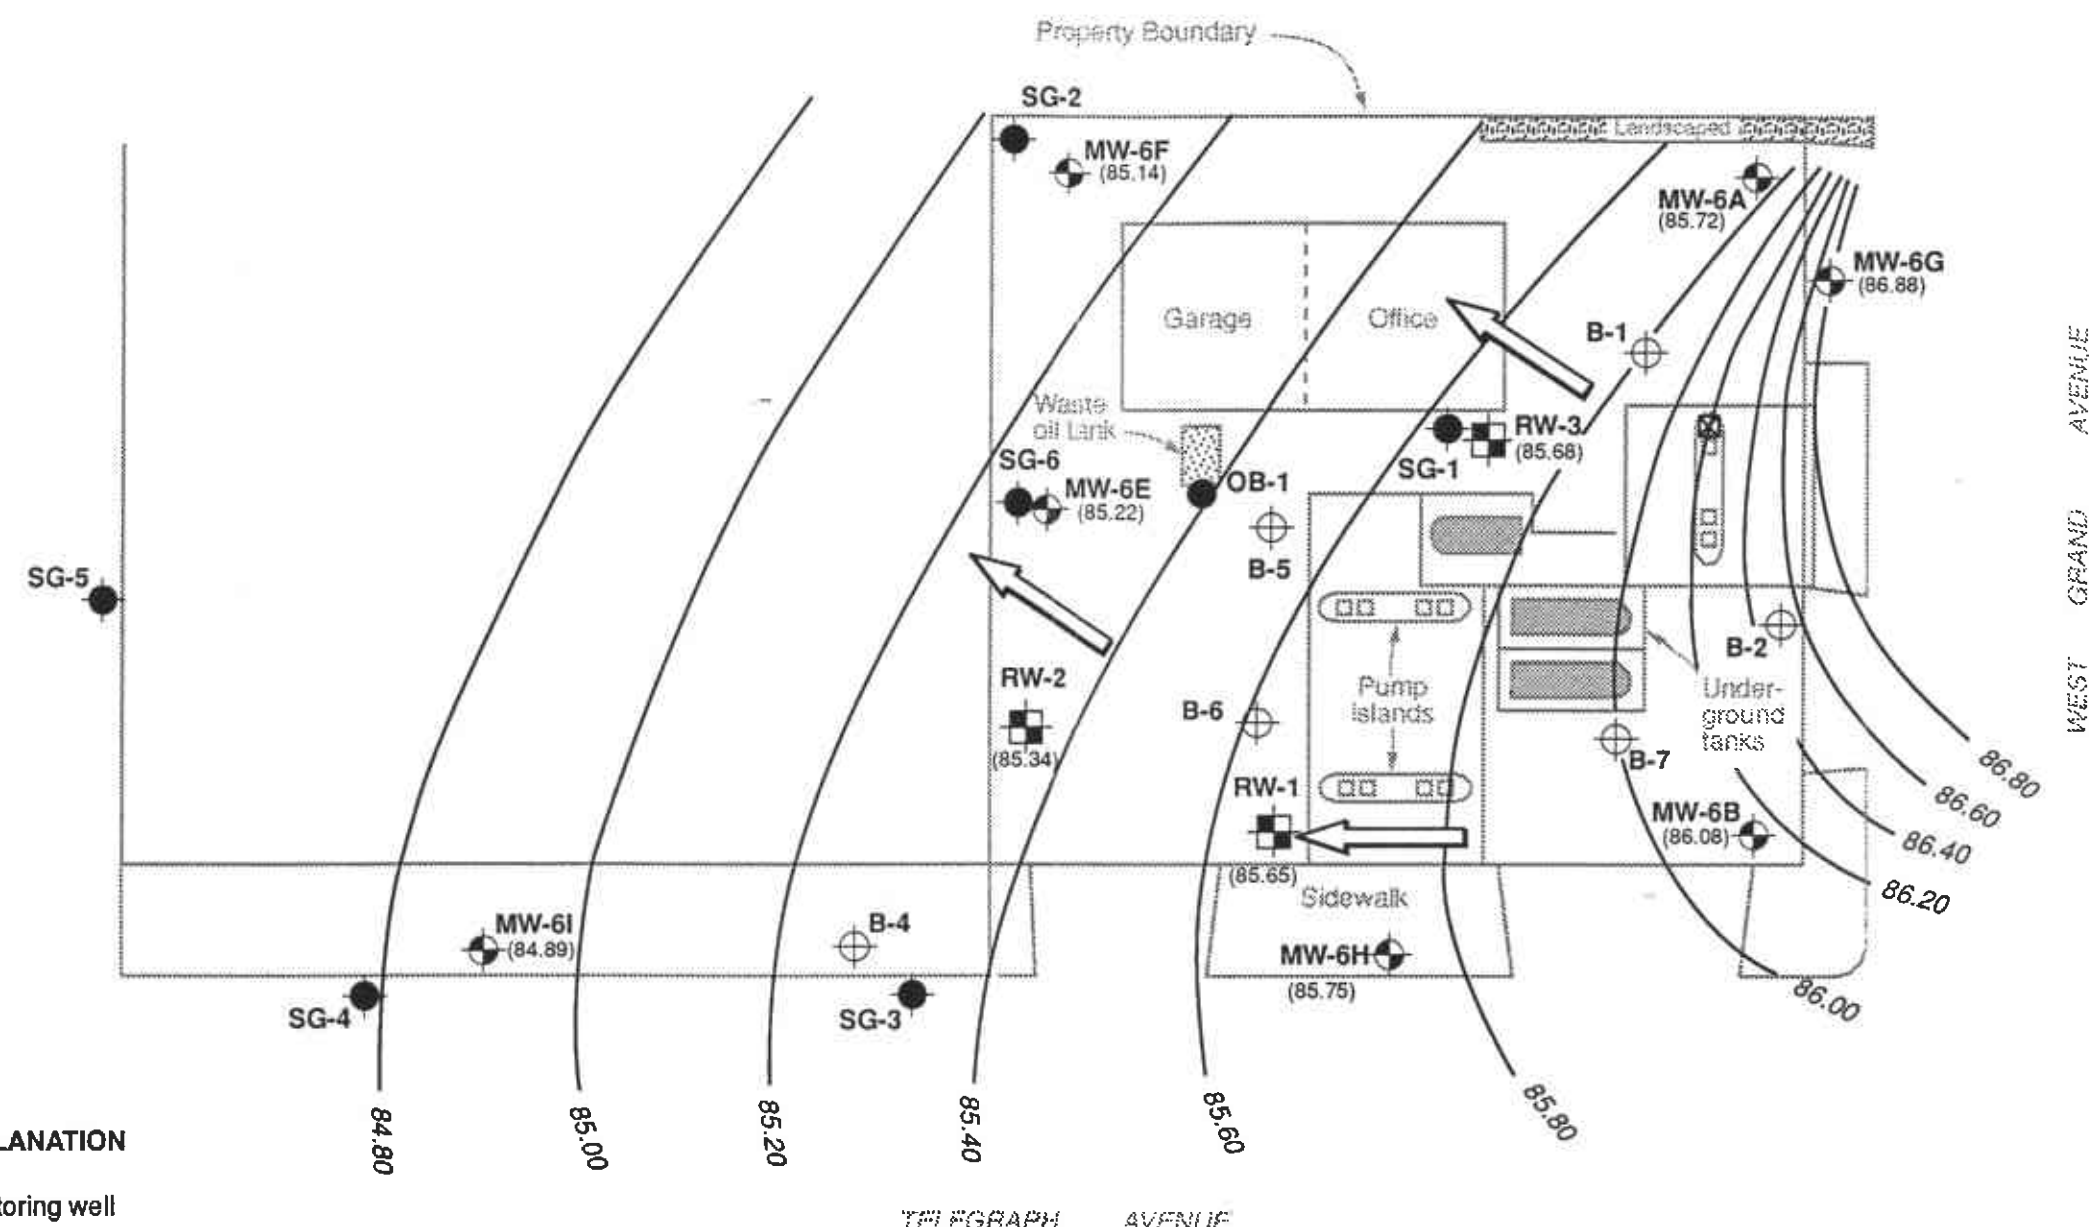 Property Boundary
SG-2
MW-6F
(85.14)
Landscaped
MW-6A
(85.72)
MW-6G
(86.88)
Garage
Office
B-1
WEST GRAND AVENUE
Waste
oil tank
SG-6
MW-6E
(85.22)
OB-1
RW-3
(85.68)
SG-1
B-5
SG-5
B-2
RW-2
(85.34)
B-6
Pump
islands
Under-
ground
tanks
B-7
RW-1
(85.65)
MW-6B
(86.08)
86.80
86.60
86.40
86.20
86.00
Sidewalk
MW-6I
(84.89)
B-4
MW-6H
(85.75)
SG-4
SG-3
84.80
85.00
85.20
85.40
85.60
85.80
LANATION
toring well
TELEGRAPH AVENUE